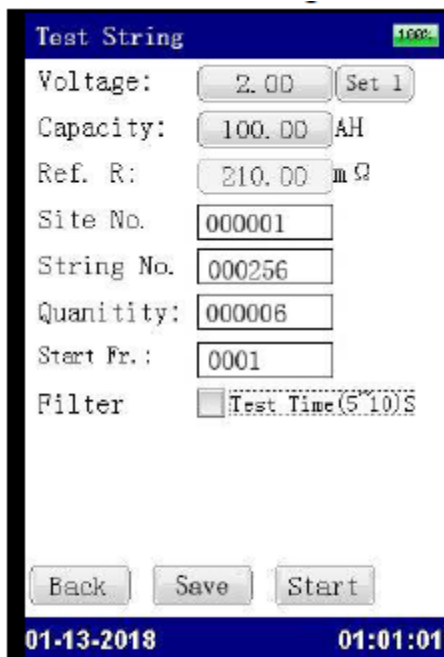 Test String 100%
Voltage: 2.00 Set 1
Capacity: 100.00 AH
Ref. R: 210.00 mΩ
Site No. 000001
String No. 000256
Quanitity: 000006
Start Fr.: 0001
Filter Test Time(5~10)S
Back Save Start
01-13-2018 01:01:01